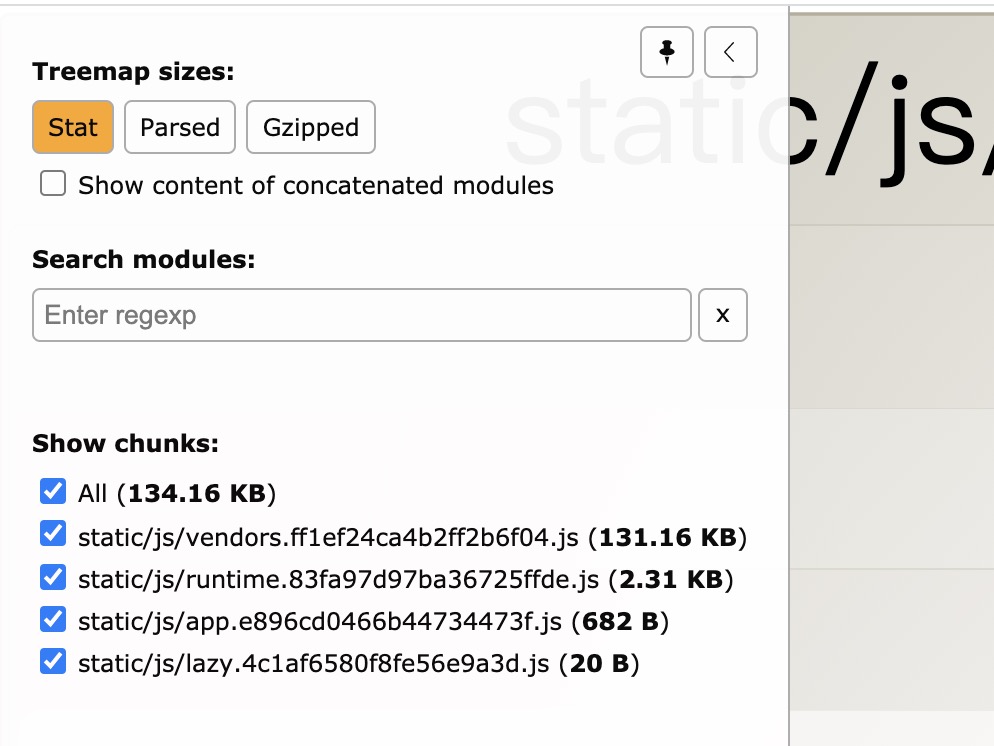 Treemap sizes:
Stat Parsed Gzipped
static/js/
Show content of concatenated modules
Search modules:
Enter regexp x
Show chunks:
All (134.16 KB)
static/js/vendors.ff1ef24ca4b2ff2b6f04.js (131.16 KB)
static/js/runtime.83fa97d97ba36725ffde.js (2.31 KB)
static/js/app.e896cd0466b44734473f.js (682 B)
static/js/lazy.4c1af6580f8fe56e9a3d.js (20 B)